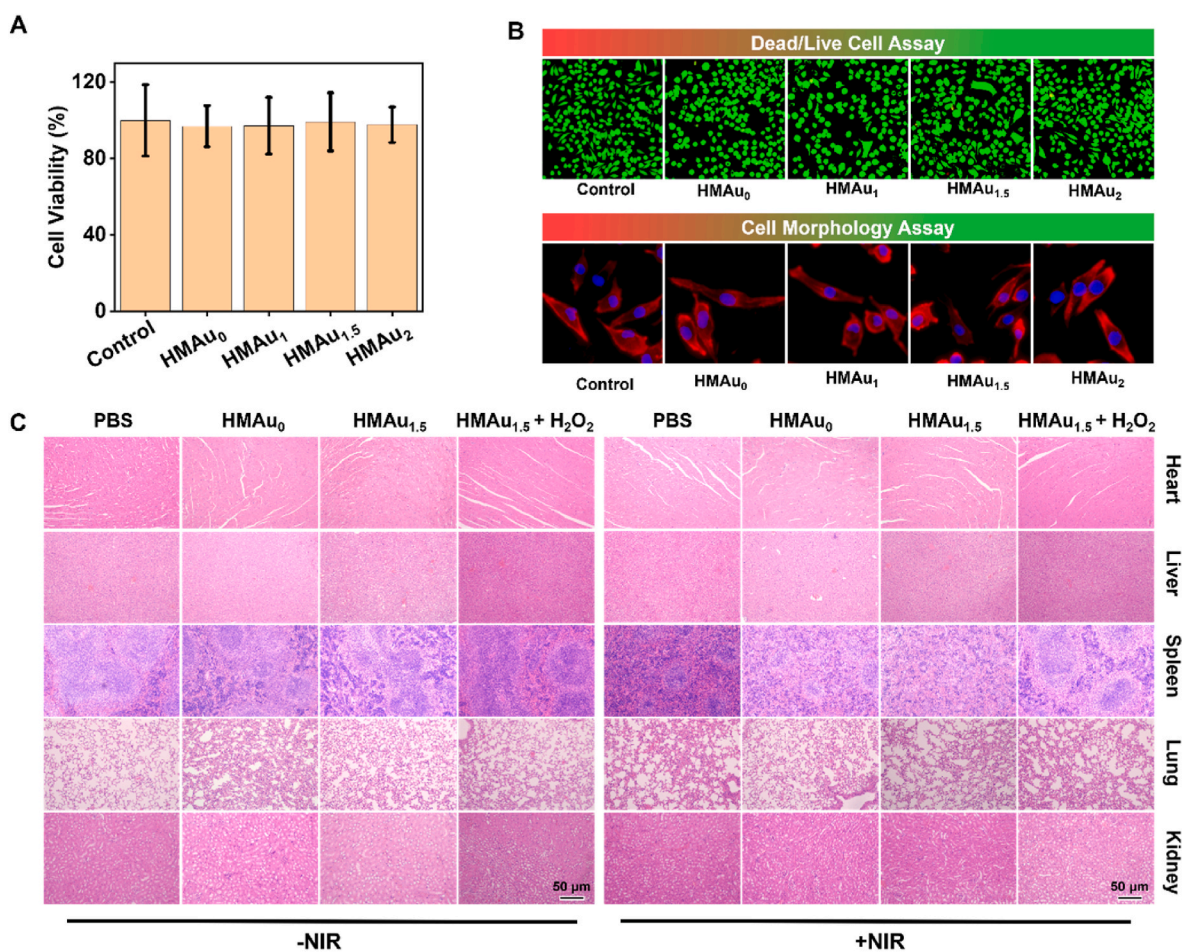 A
Cell Viability (%)
120
80
40
0
Control
HMAu₀
HMAu₁
HMAu₁.₅
HMAu₂
B
Dead/Live Cell Assay
Control HMAu₀ HMAu₁ HMAu₁.₅ HMAu₂
Cell Morphology Assay
Control HMAu₀ HMAu₁ HMAu₁.₅ HMAu₂
C
PBS HMAu₀ HMAu₁.₅ HMAu₁.₅ + H₂O₂ PBS HMAu₀ HMAu₁.₅ HMAu₁.₅ + H₂O₂
Heart
Liver
Spleen
Lung
Kidney
50 µm 50 µm
-NIR +NIR